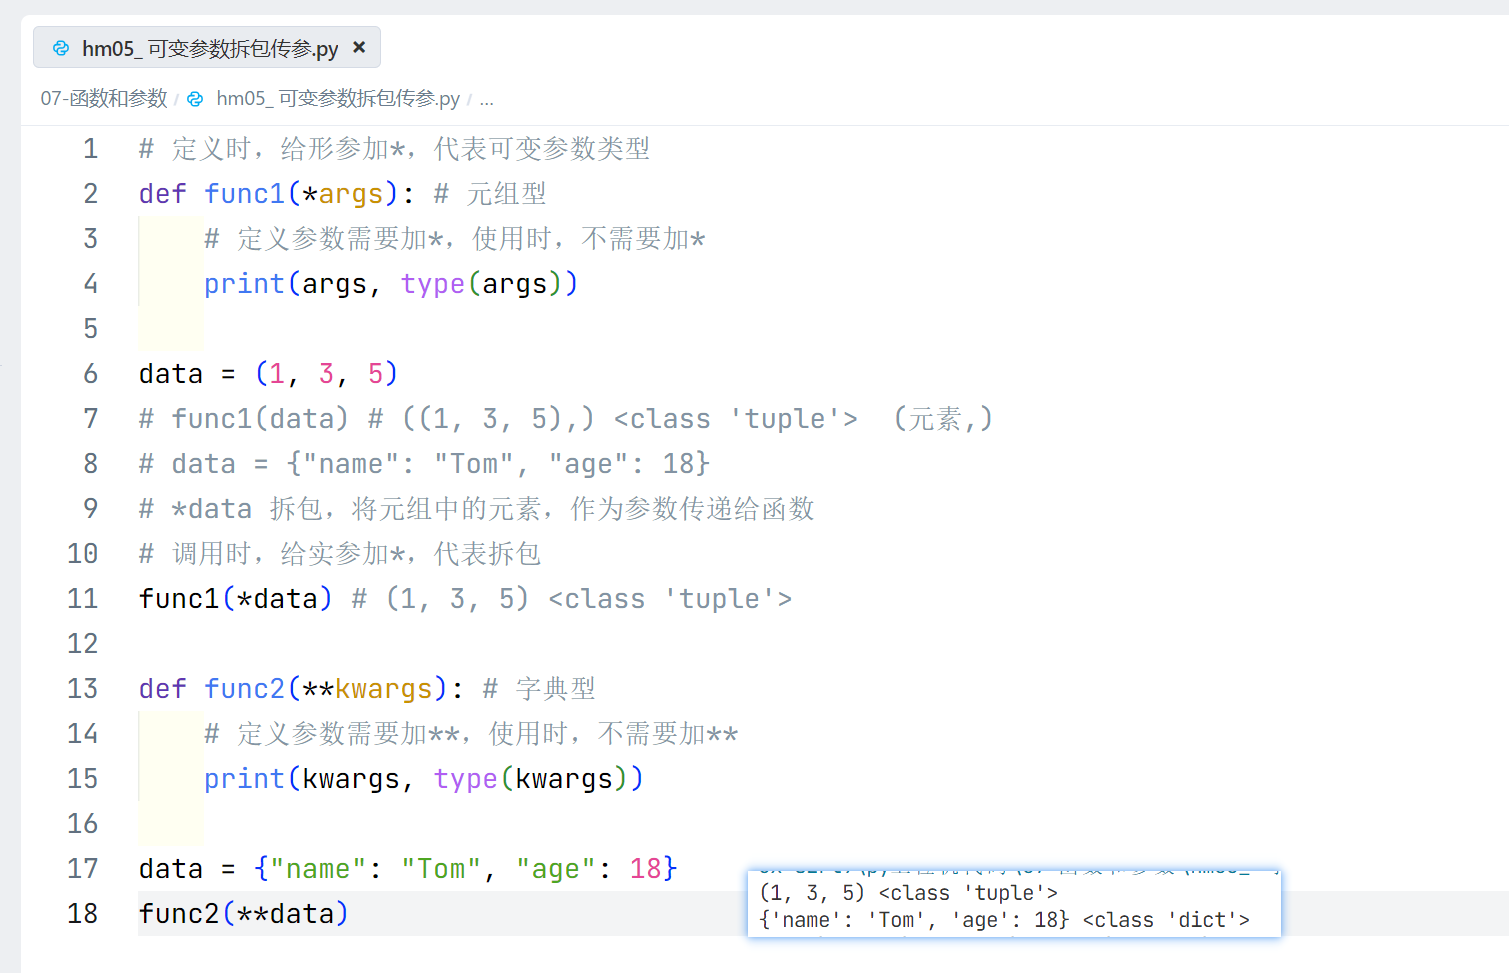 hm05_ 可变参数拆包传参.py ×
07-函数和参数 / hm05_ 可变参数拆包传参.py / ...
1 # 定义时，给形参加*，代表可变参数类型
2 def func1(*args): # 元组型
3 # 定义参数需要加*，使用时，不需要加*
4 print(args, type(args))
5
6 data = (1, 3, 5)
7 # func1(data) # ((1, 3, 5),) <class 'tuple'> (元素,)
8 # data = {"name": "Tom", "age": 18}
9 # *data 拆包，将元组中的元素，作为参数传递给函数
10 # 调用时，给实参加*，代表拆包
11 func1(*data) # (1, 3, 5) <class 'tuple'>
12
13 def func2(**kwargs): # 字典型
14 # 定义参数需要加**，使用时，不需要加**
15 print(kwargs, type(kwargs))
16
17 data = {"name": "Tom", "age": 18}
18 func2(**data)
(1, 3, 5) <class 'tuple'>
{'name': 'Tom', 'age': 18} <class 'dict'>